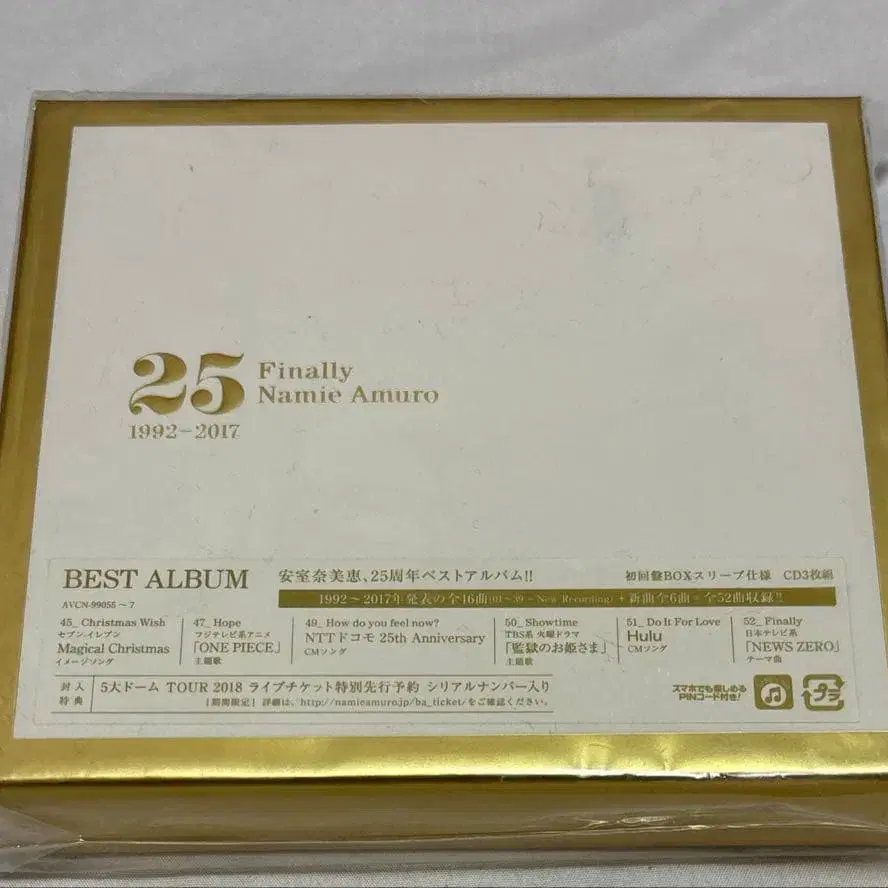 25 Finally
Namie Amuro
1992-2017
BEST ALBUM
AVCN-99055～7
安室奈美恵、25周年ベストアルバム!!
初回盤BOXスリーブ仕様 CD3枚組
1992～2017年発表の全46曲(01~39 = New Recording) + 新曲全6曲 = 全52曲収録!!
45_ Christmas Wish
セブン-イレブン
Magical Christmas
イメージソング
47_ Hope
フジテレビ系アニメ
「ONE PIECE」
主題歌
49_ How do you feel now?
NTTドコモ 25th Anniversary
CMソング
50_ Showtime
TBS系 火曜ドラマ
「監獄のお姫さま」
主題歌
51_ Do It For Love
Hulu
CMソング
52_ Finally
日本テレビ系
「NEWS ZERO」
テーマ曲
封入特典
5大ドーム TOUR 2018 ライブチケット特別先行予約 シリアルナンバー入り
[期間限定] 詳細は、http://namieamuro.jp/ba_ticket/をご確認ください。
スマホでも楽しめる
PINコード付き!
プラ